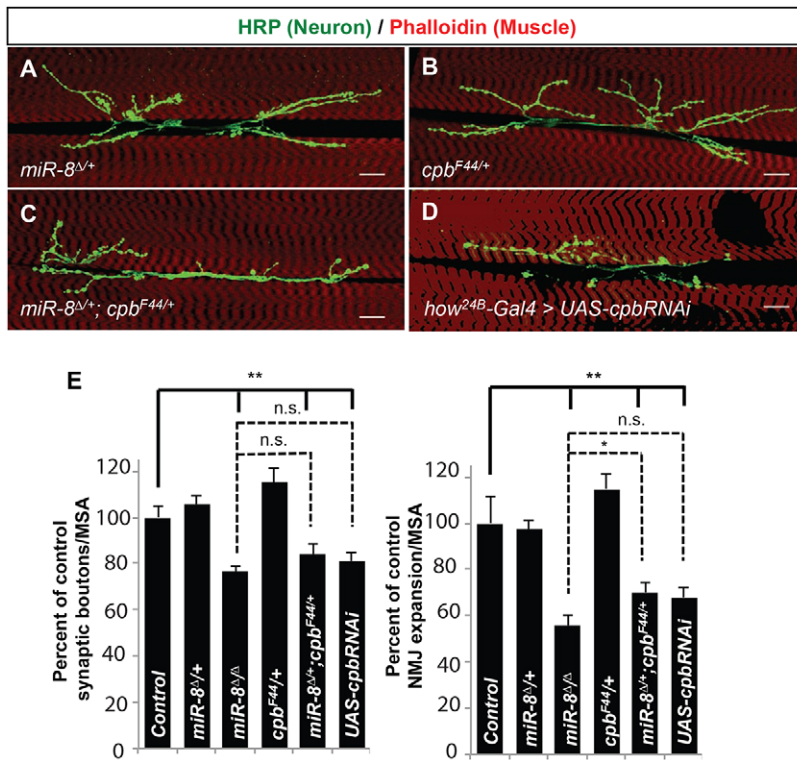 HRP (Neuron) / Phalloidin (Muscle)
A
miR-8Δ/+
B
cpbF44/+
C
miR-8Δ/+; cpbF44/+
D
how24B-Gal4 > UAS-cpbRNAi
E
**
n.s.
n.s.
Percent of control
synaptic boutons/MSA
120
100
80
60
40
20
0
Control
miR-8Δ/+
miR-8Δ/Δ
cpbF44/+
miR-8Δ/+;cpbF44/+
UAS-cpbRNAi
**
n.s.
*
Percent of control
NMJ expansion/MSA
120
100
80
60
40
20
0
Control
miR-8Δ/+
miR-8Δ/Δ
cpbF44/+
miR-8Δ/+;cpbF44/+
UAS-cpbRNAi